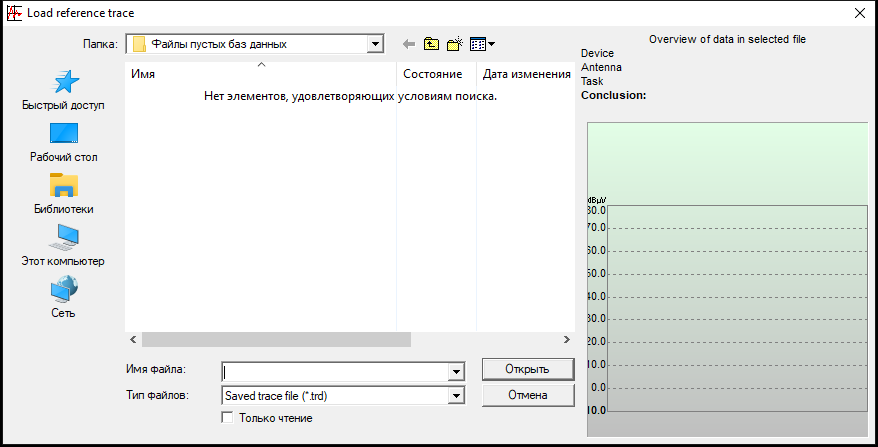 Load reference trace
Папка:
Файлы пустых баз данных
Overview of data in selected file
Device
Antenna
Task
Conclusion:
Имя
Состояние
Дата изменения
Нет элементов, удовлетворяющих условиям поиска.
Быстрый доступ
Рабочий стол
Библиотеки
Этот компьютер
Сеть
dBµV
80.0
70.0
60.0
50.0
40.0
30.0
20.0
10.0
0.0
10.0
Имя файла:
Открыть
Тип файлов:
Saved trace file (*.trd)
Отмена
Только чтение